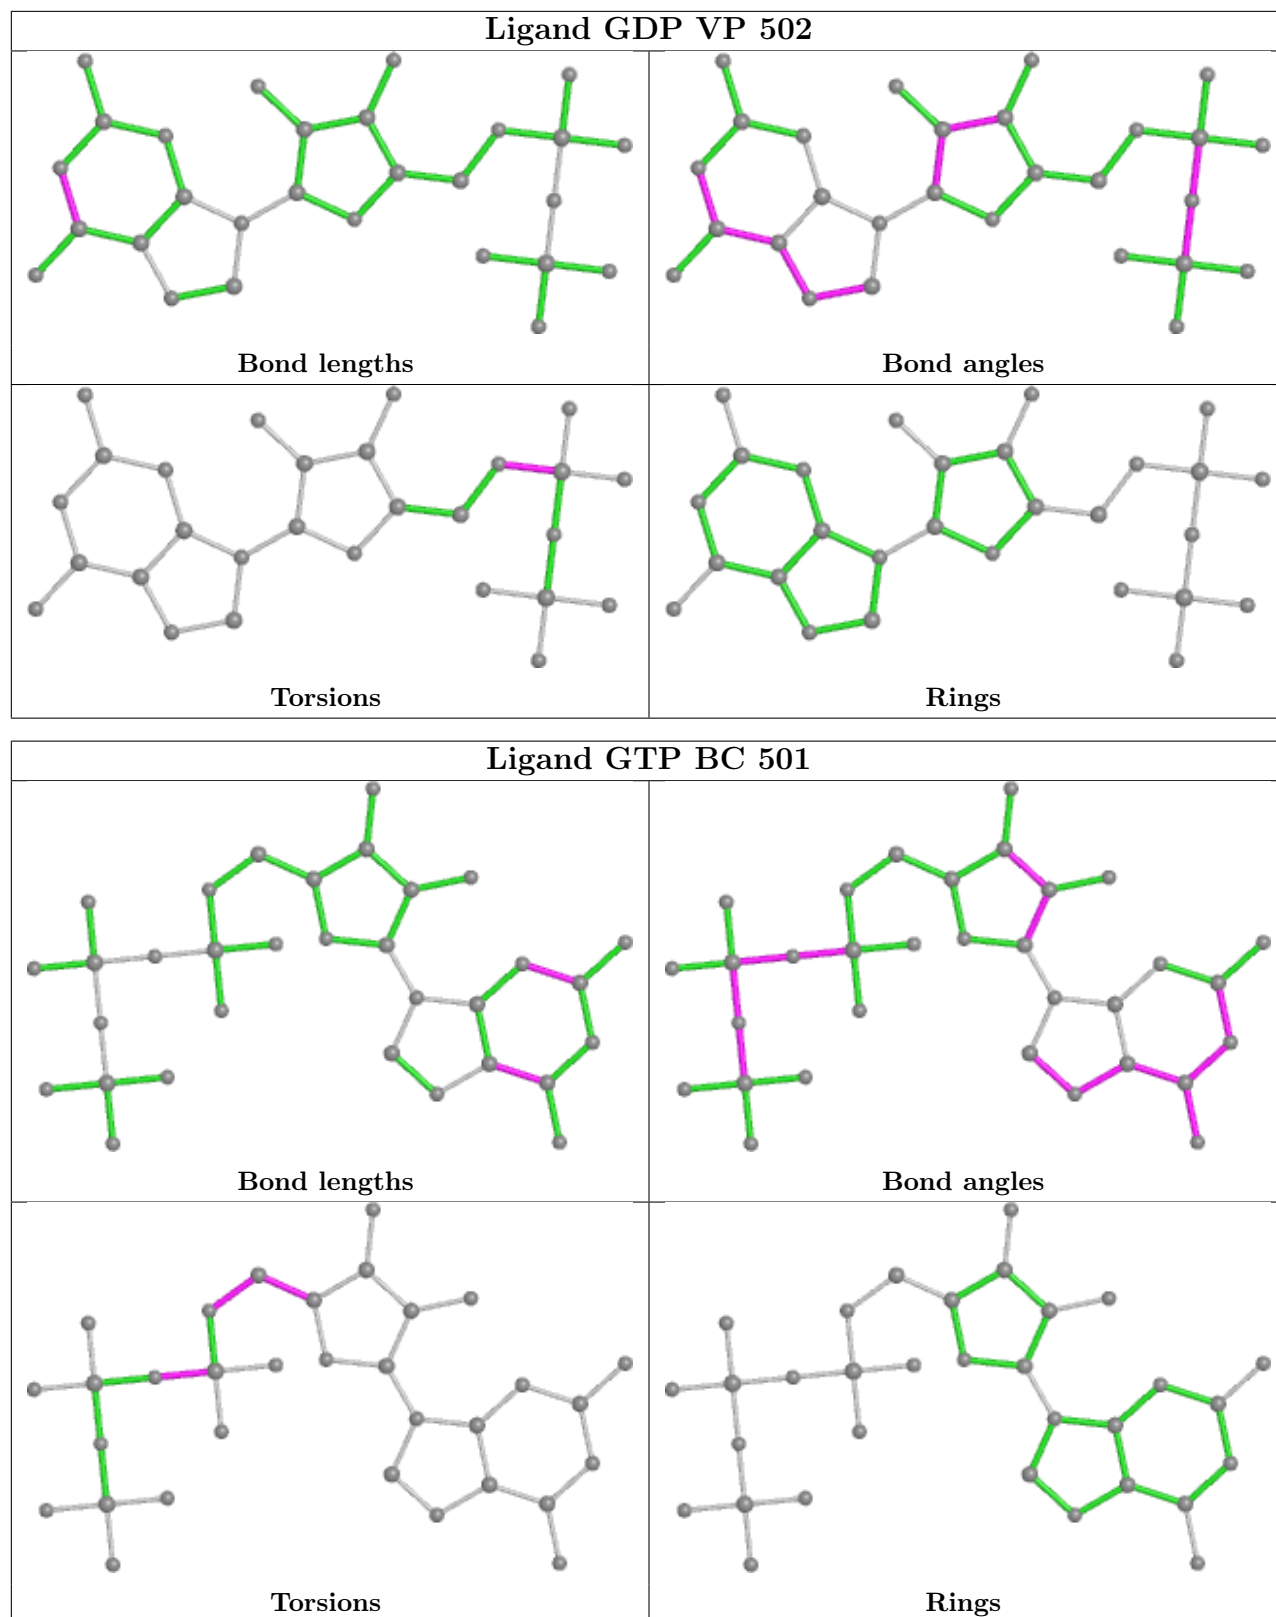 Ligand GDP VP 502
Bond lengths
Bond angles
Torsions
Rings
Ligand GTP BC 501
Bond lengths
Bond angles
Torsions
Rings